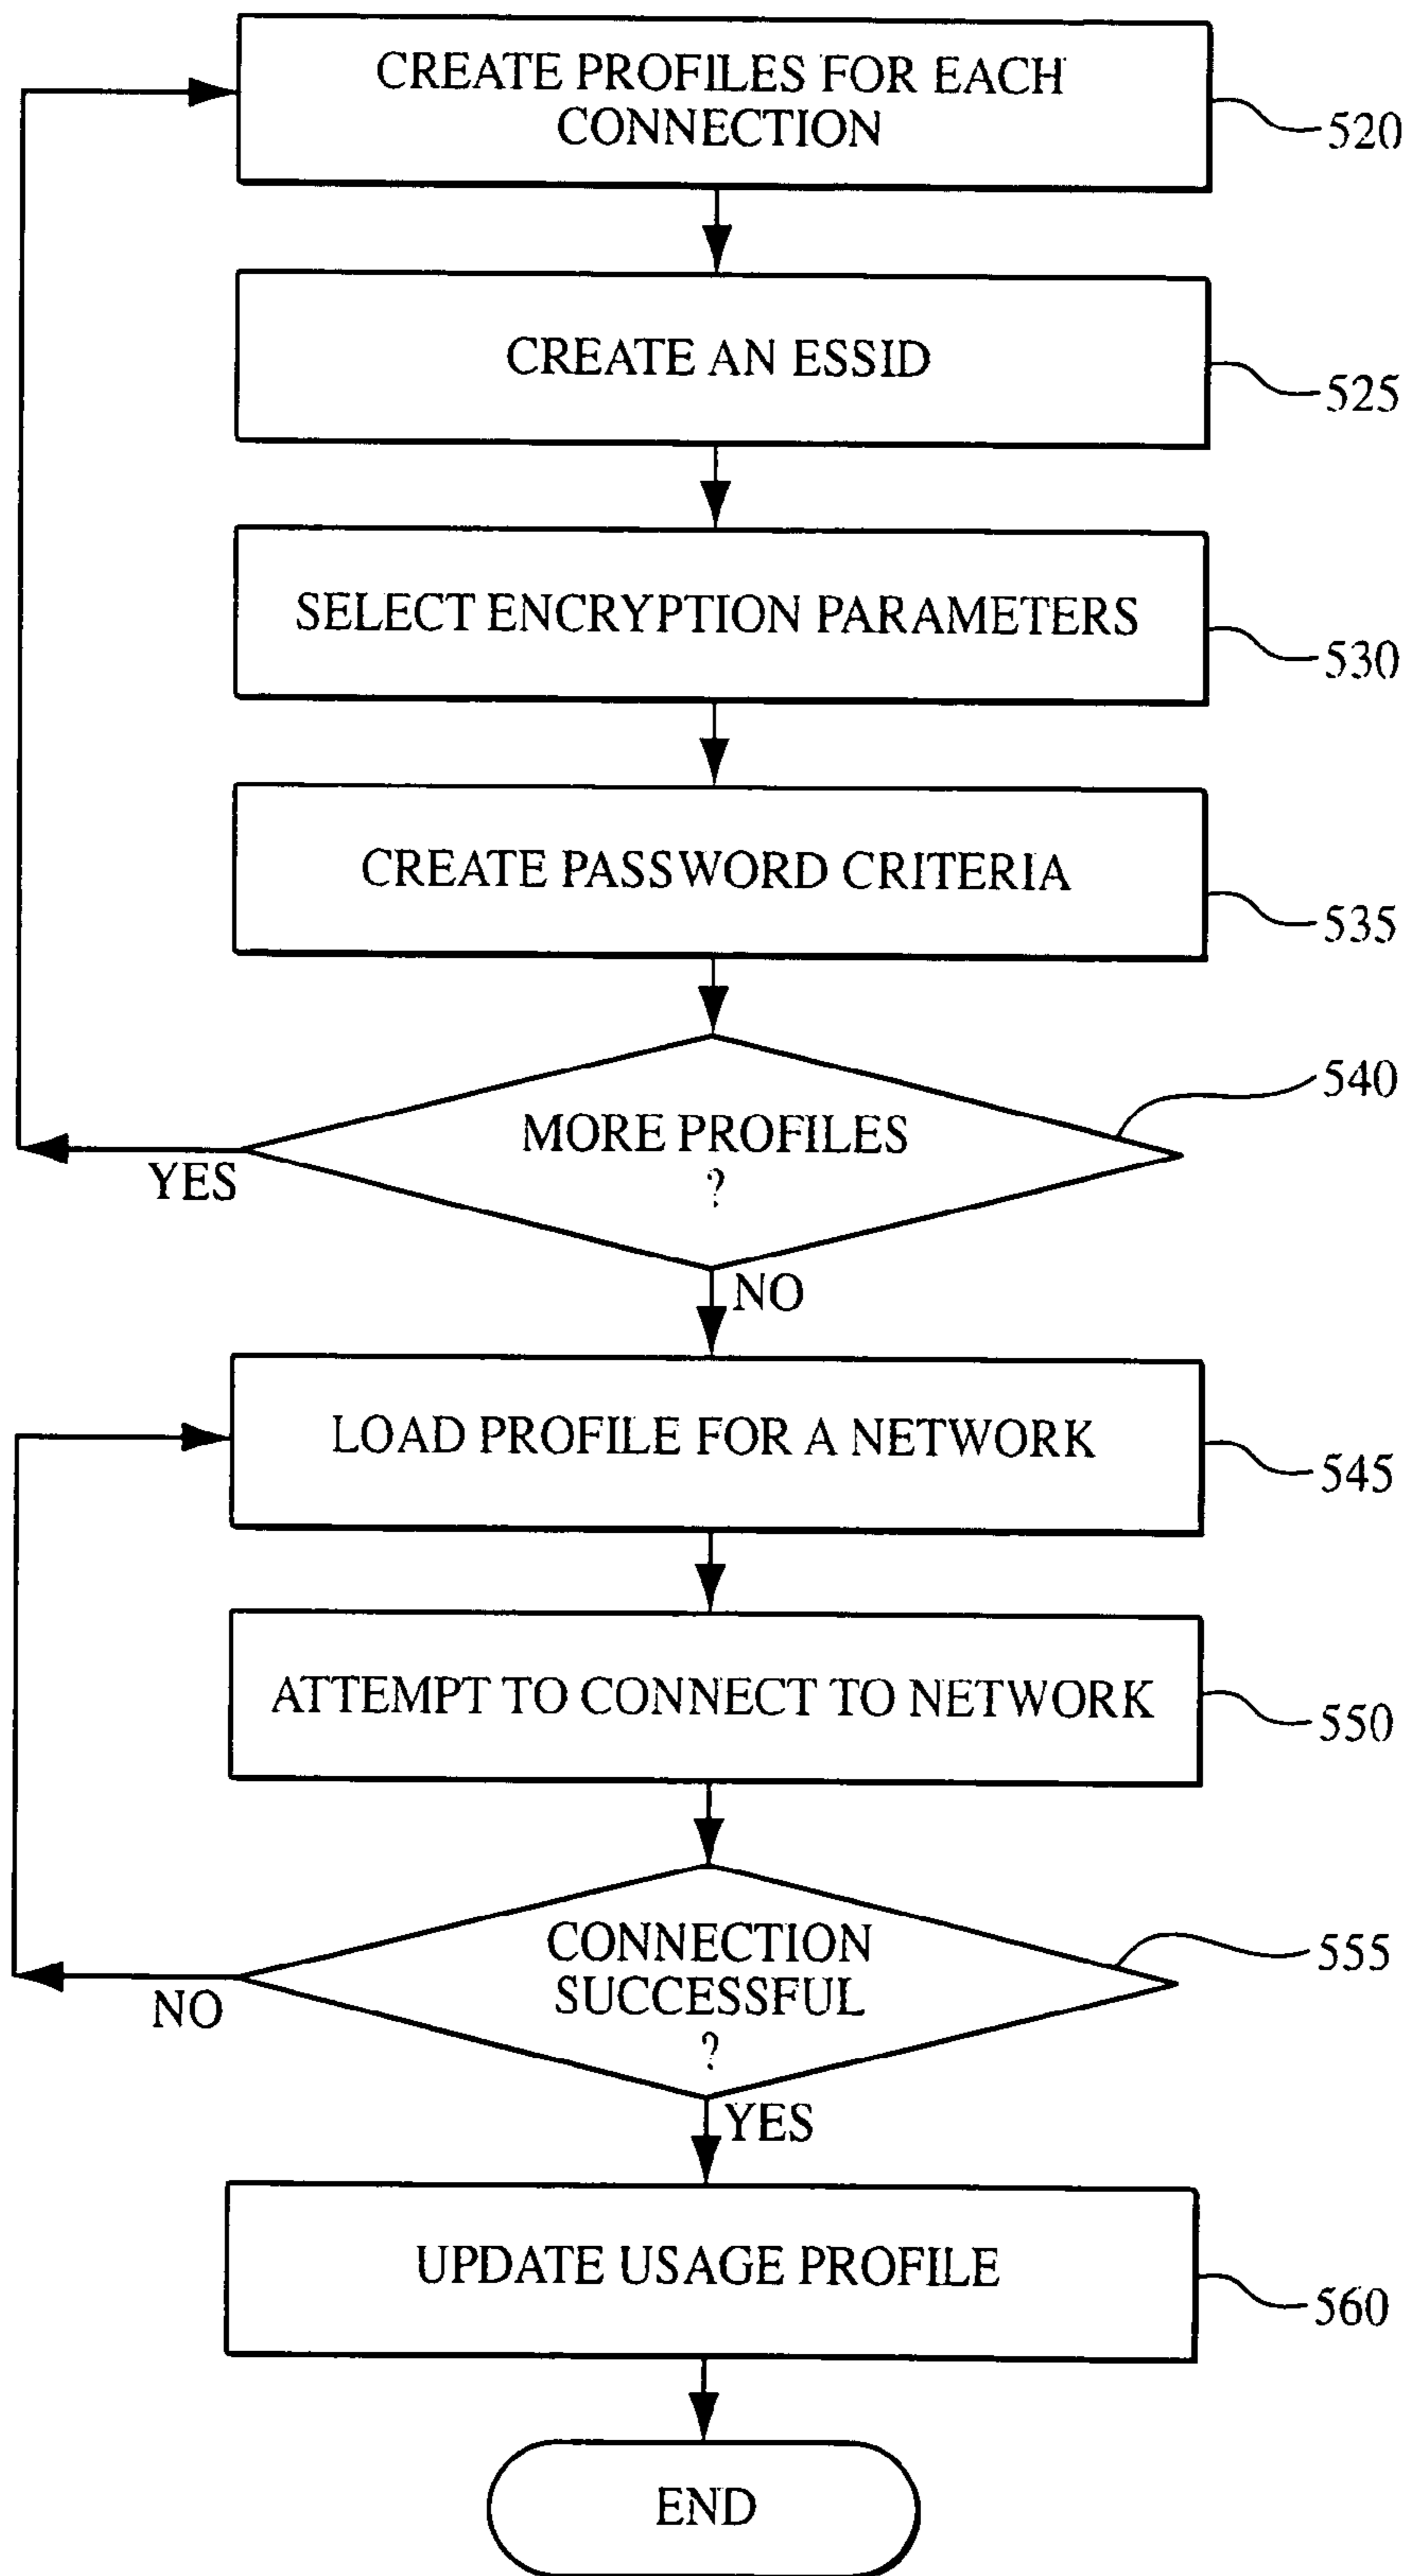 CREATE PROFILES FOR EACH
CONNECTION
520
CREATE AN ESSID
525
SELECT ENCRYPTION PARAMETERS
530
CREATE PASSWORD CRITERIA
535
MORE PROFILES
?
540
YES
NO
LOAD PROFILE FOR A NETWORK
545
ATTEMPT TO CONNECT TO NETWORK
550
CONNECTION
SUCCESSFUL
?
555
NO
YES
UPDATE USAGE PROFILE
560
END